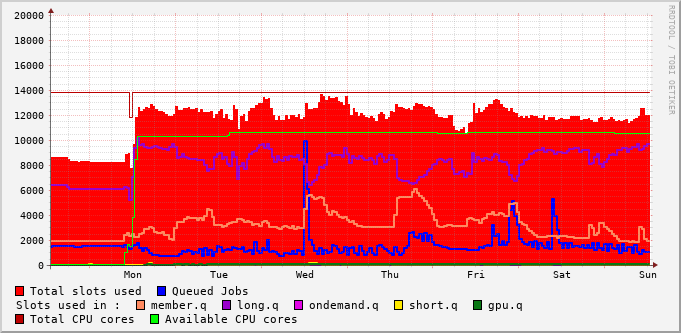 RRDTOOL / TOBI OETIKER
20000
18000
16000
14000
12000
10000
8000
6000
4000
2000
0
Mon Tue Wed Thu Fri Sat Sun
Total slots used Queued Jobs
Slots used in : member.q long.q ondemand.q short.q gpu.q
Total CPU cores Available CPU cores